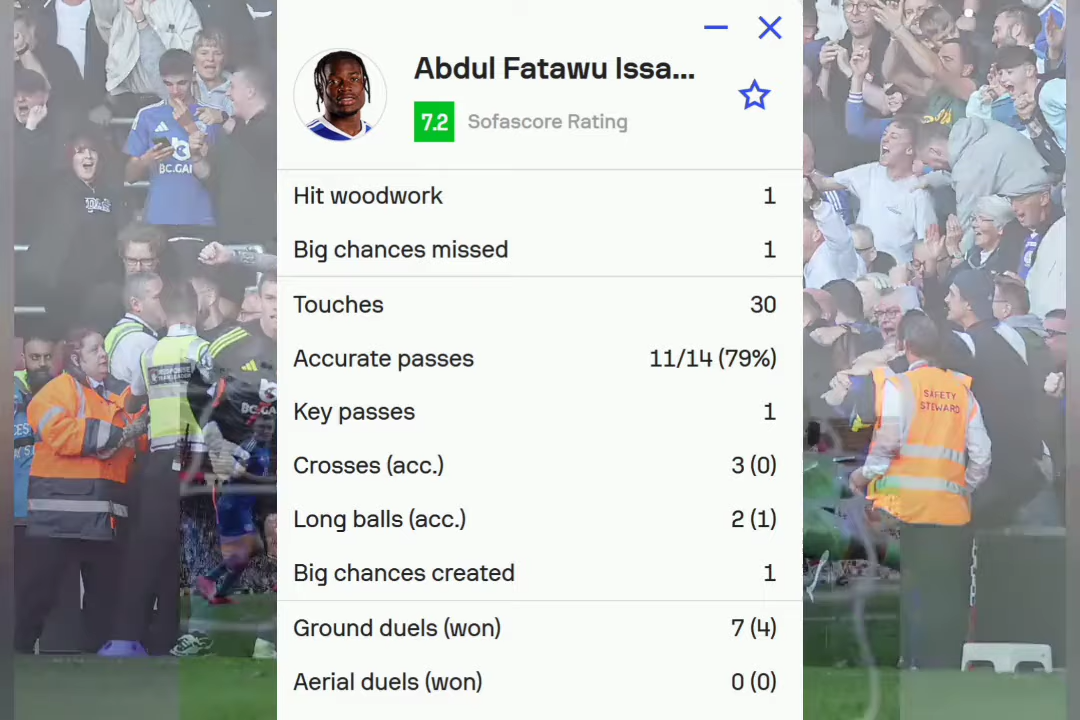 Abdul Fatawu Issa...
7.2 Sofascore Rating
Hit woodwork 1
Big chances missed 1
Touches 30
Accurate passes 11/14 (79%)
Key passes 1
Crosses (acc.) 3 (0)
Long balls (acc.) 2 (1)
Big chances created 1
Ground duels (won) 7 (4)
Aerial duels (won) 0 (0)
BC.GA
SAFETY
STEWARD